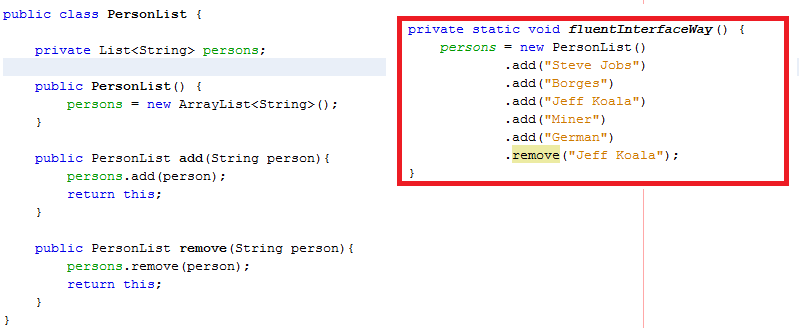 public class PersonList {
private List<String> persons;
public PersonList() {
persons = new ArrayList<String>();
}
public PersonList add(String person){
persons.add(person);
return this;
}
public PersonList remove(String person){
persons.remove(person);
return this;
}
}
private static void fluentInterfaceWay() {
persons = new PersonList()
.add("Steve Jobs")
.add("Borges")
.add("Jeff Koala")
.add("Miner")
.add("German")
.remove("Jeff Koala");
}